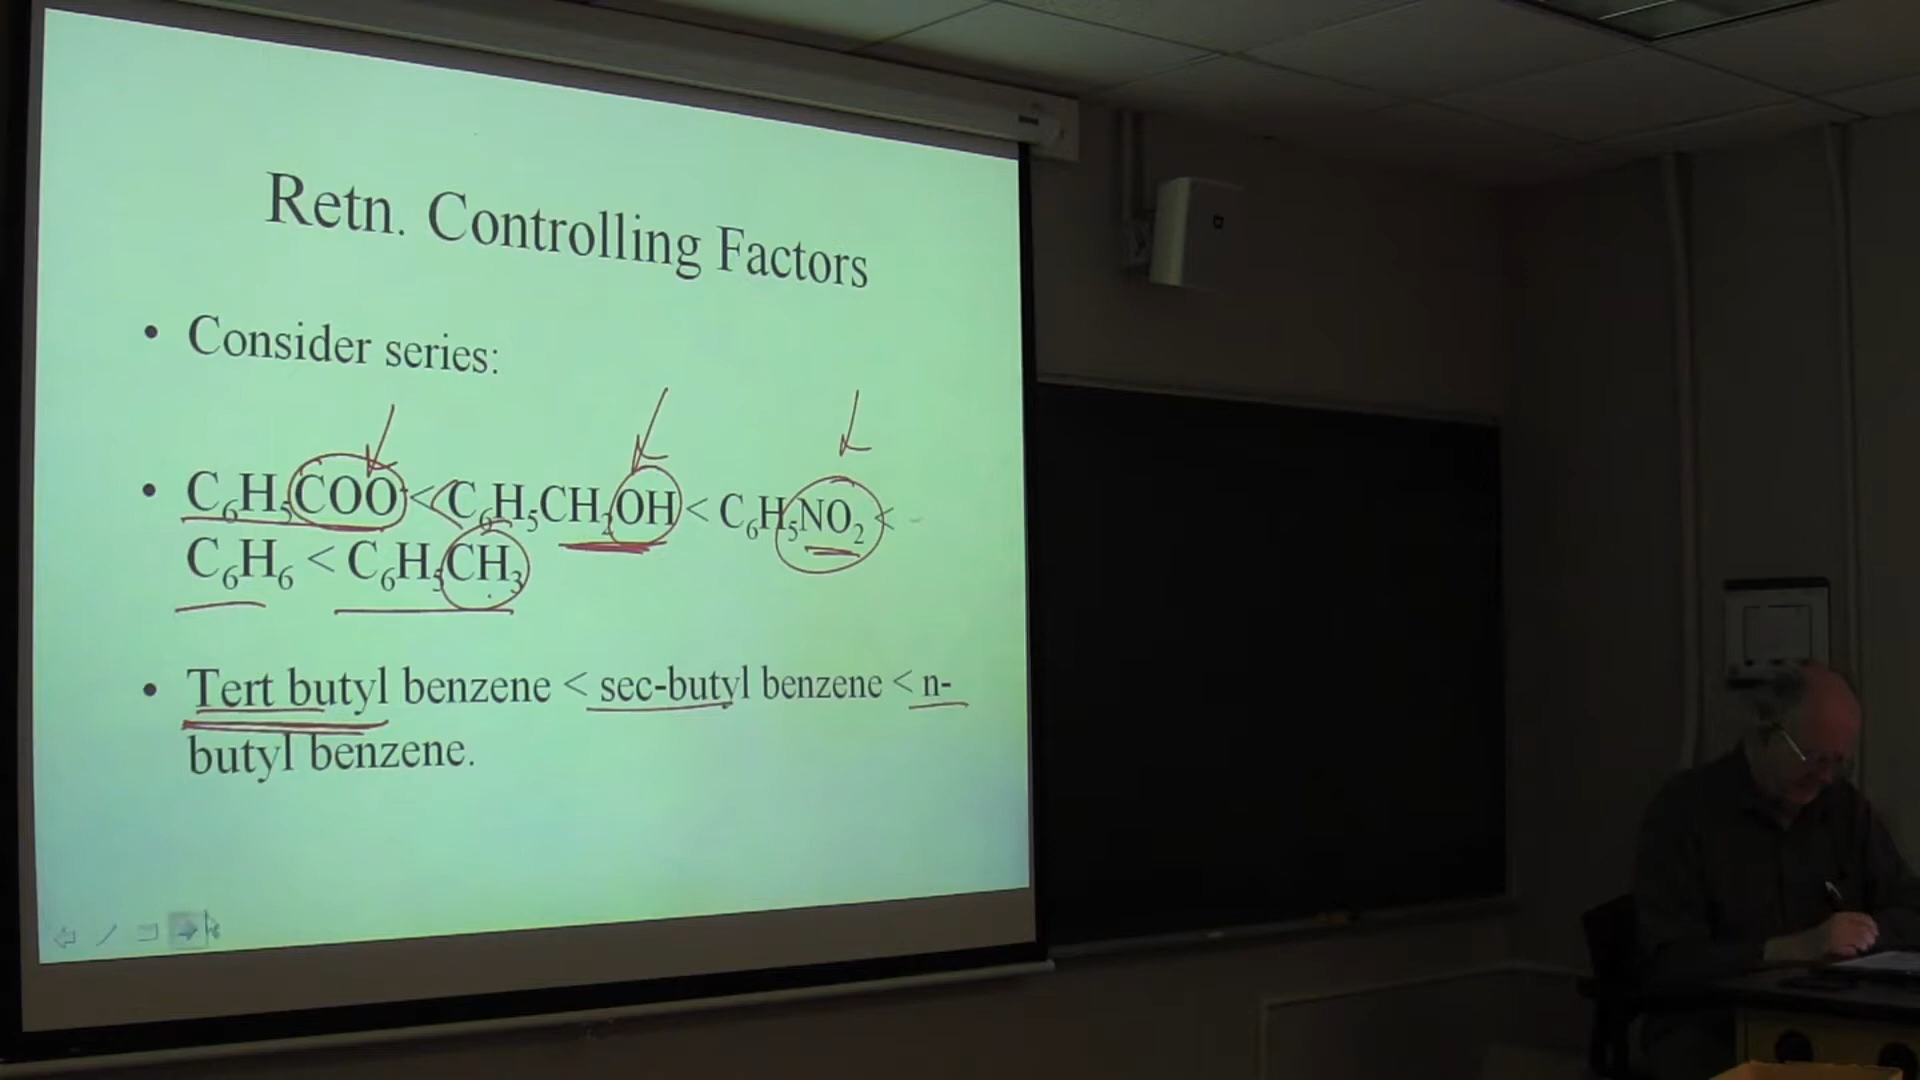 Retn. Controlling Factors
• Consider series:
• C₆H₅COO⁻ < C₆H₅CH₂OH < C₆H₅NO₂ <
C₆H₆ < C₆H₅CH₃
• Tert butyl benzene < sec-butyl benzene < n-
butyl benzene.